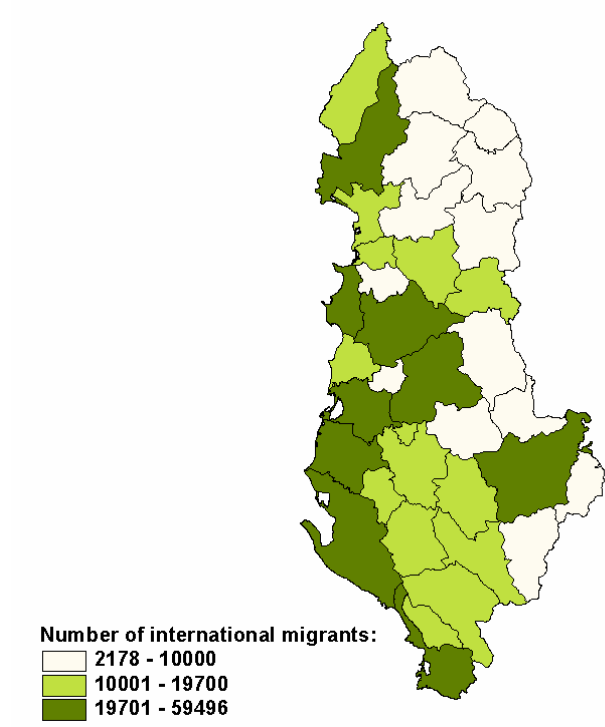 Number of international migrants:
2178 - 10000
10001 - 19700
19701 - 59496